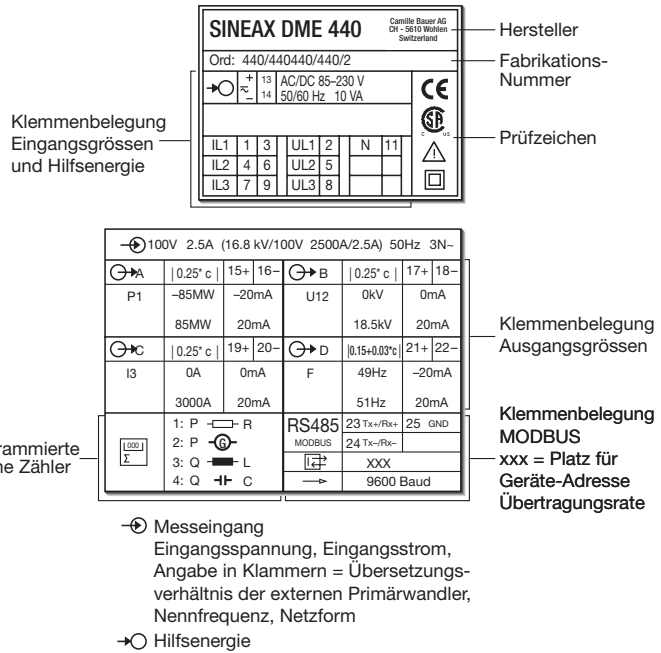 SINEAX DME 440
Camille Bauer AG
CH - 5610 Wohlen
Switzerland
Hersteller
Ord: 440/440440/440/2
Fabrikations-
Nummer
+ 13 AC/DC 85–230 V
– 14 50/60 Hz 10 VA
CE
Klemmenbelegung
Eingangsgrössen
und Hilfsenergie
SA
C US
Prüfzeichen
IL1 1 3 UL1 2 N 11
IL2 4 6 UL2 5
IL3 7 9 UL3 8
100V 2.5A (16.8 kV/100V 2500A/2.5A) 50Hz 3N~
A | 0.25* c | 15+ 16– B | 0.25* c | 17+ 18–
P1 –85MW –20mA U12 0kV 0mA
85MW 20mA 18.5kV 20mA
Klemmenbelegung
Ausgangsgrössen
C | 0.25* c | 19+ 20– D |0.15+0.03*c| 21+ 22–
I3 0A 0mA F 49Hz –20mA
3000A 20mA 51Hz 20mA
rammierte
ne Zähler
000
Σ
1: P R
2: P G
3: Q L
4: Q C
RS485 23 Tx+/Rx+ 25 GND
MODBUS 24 Tx–/Rx–
XXX
9600 Baud
Klemmenbelegung
MODBUS
xxx = Platz für
Geräte-Adresse
Übertragungsrate
Messeingang
Eingangsspannung, Eingangsstrom,
Angabe in Klammern = Übersetzungs-
verhältnis der externen Primärwandler,
Nennfrequenz, Netzform
Hilfsenergie